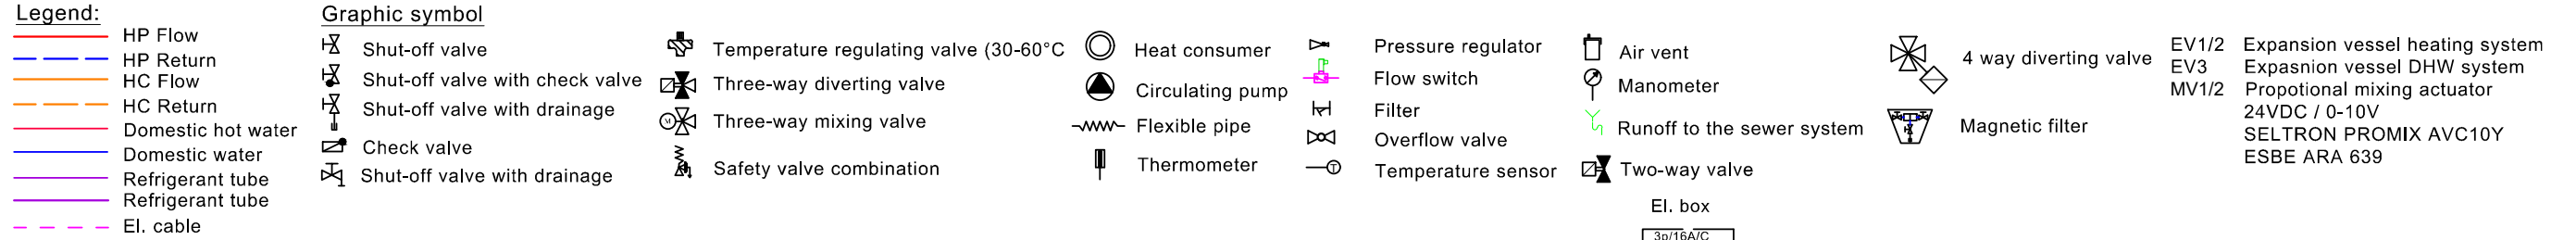 Legend:
HP Flow
HP Return
HC Flow
HC Return
Domestic hot water
Domestic water
Refrigerant tube
Refrigerant tube
El. cable
Graphic symbol
Shut-off valve
Shut-off valve with check valve
Shut-off valve with drainage
Check valve
Shut-off valve with drainage
Temperature regulating valve (30-60°C
Three-way diverting valve
M
Three-way mixing valve
Safety valve combination
Heat consumer
Circulating pump
Flexible pipe
Thermometer
Pressure regulator
Flow switch
Filter
Overflow valve
T
Temperature sensor
Air vent
Manometer
Runoff to the sewer system
Two-way valve
El. box
3p/16A/C
4 way diverting valve
Magnetic filter
EV1/2 Expansion vessel heating system
EV3 Expasnion vessel DHW system
MV1/2 Propotional mixing actuator
24VDC / 0-10V
SELTRON PROMIX AVC10Y
ESBE ARA 639